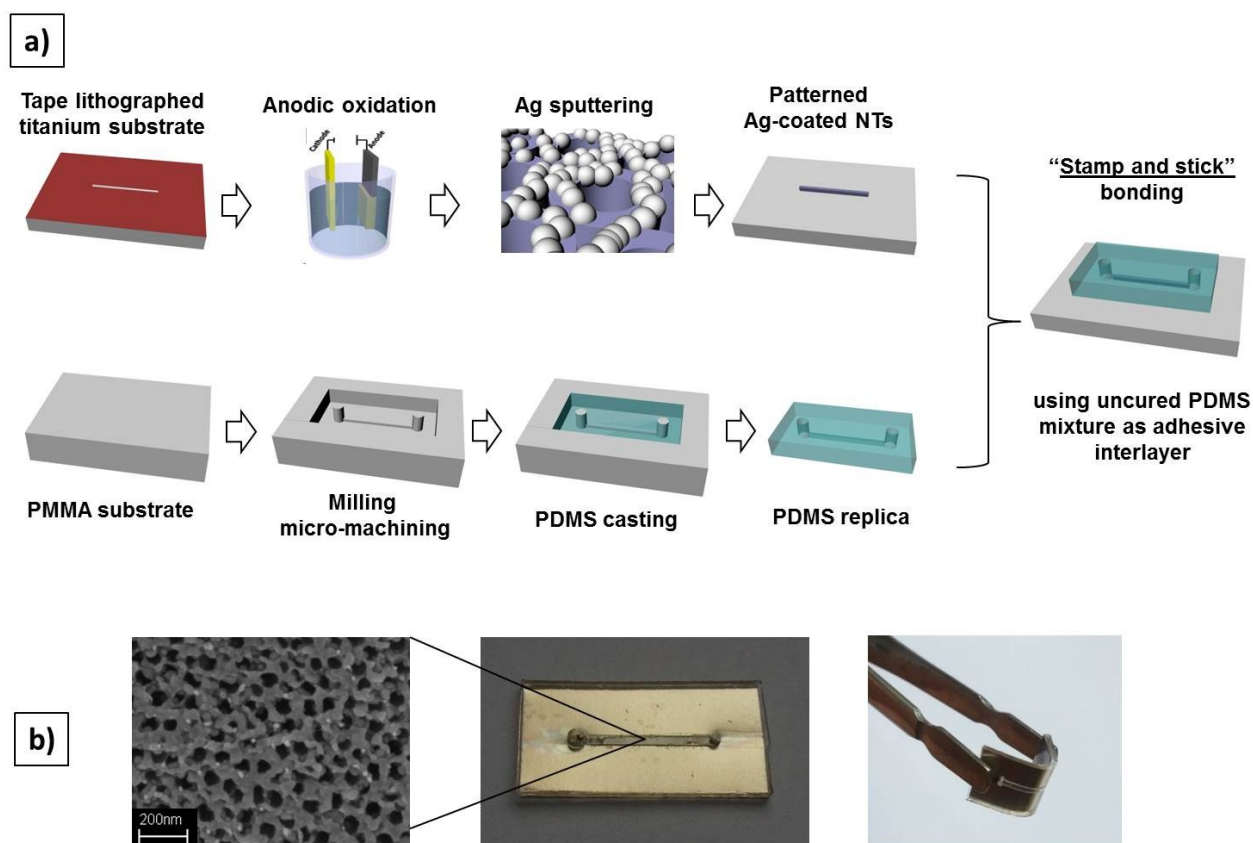 a)
Tape lithographed
titanium substrate
Anodic oxidation
Cathode
Anode
Ag sputtering
Patterned
Ag-coated NTs
“Stamp and stick”
bonding
using uncured PDMS
mixture as adhesive
interlayer
PMMA substrate
Milling
micro-machining
PDMS casting
PDMS replica
b)
200nm